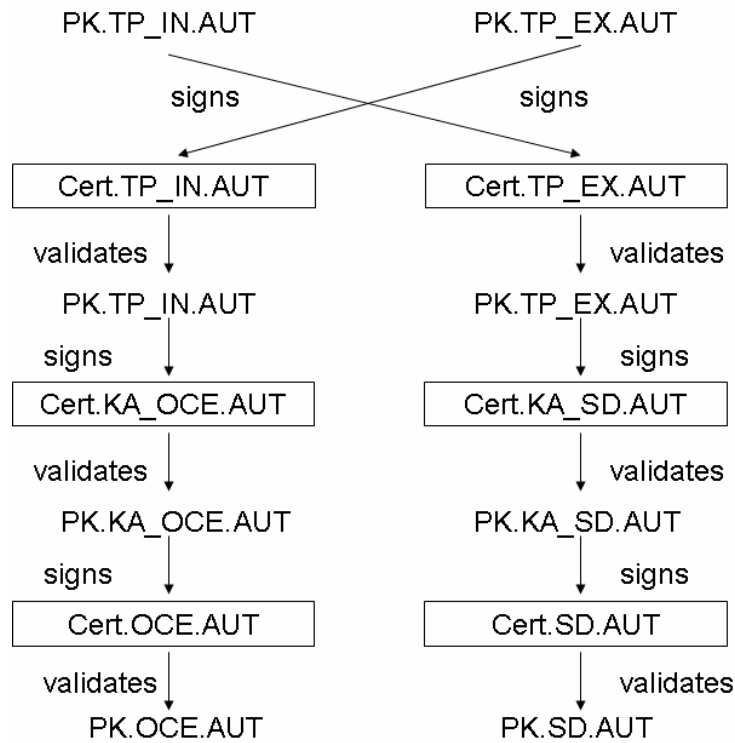 PK.TP_IN.AUT PK.TP_EX.AUT
signs signs
Cert.TP_IN.AUT Cert.TP_EX.AUT
validates validates
PK.TP_IN.AUT PK.TP_EX.AUT
signs signs
Cert.KA_OCE.AUT Cert.KA_SD.AUT
validates validates
PK.KA_OCE.AUT PK.KA_SD.AUT
signs signs
Cert.OCE.AUT Cert.SD.AUT
validates validates
PK.OCE.AUT PK.SD.AUT